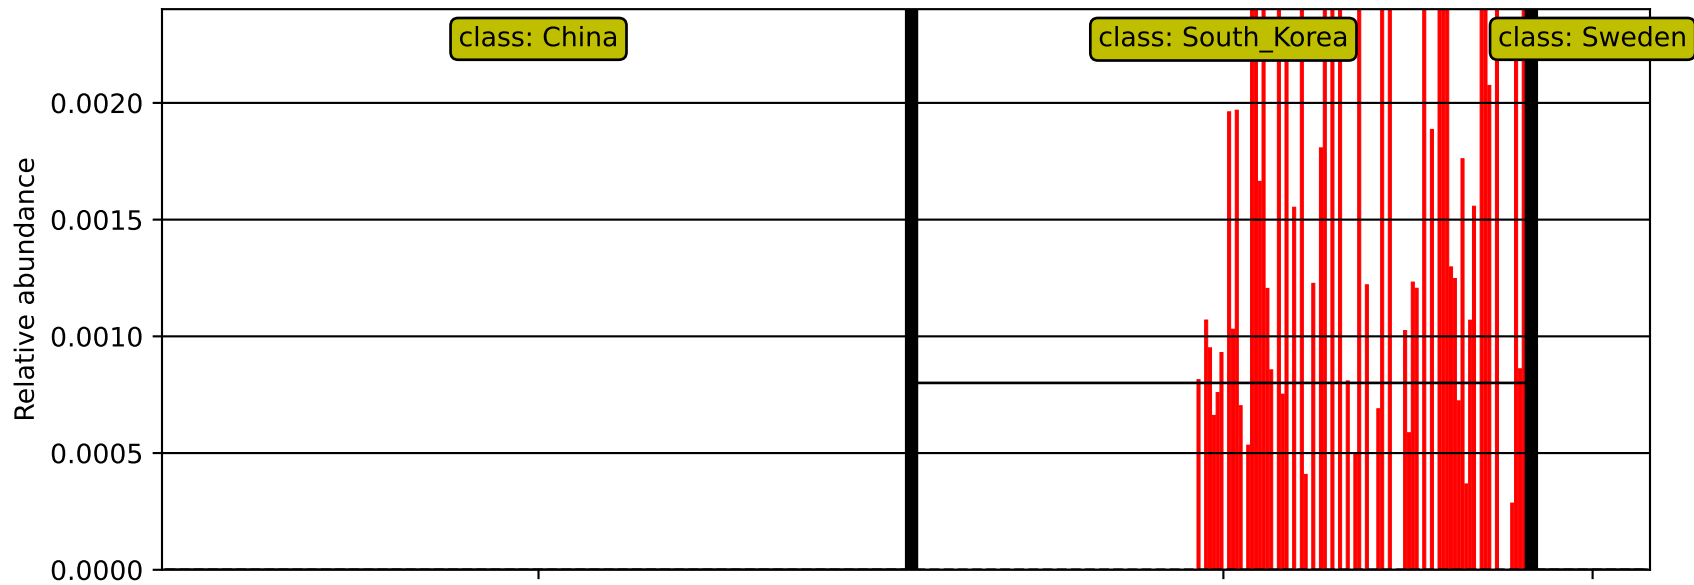 class: China
class: South_Korea
class: Sweden
Relative abundance
0.0020
0.0015
0.0010
0.0005
0.0000